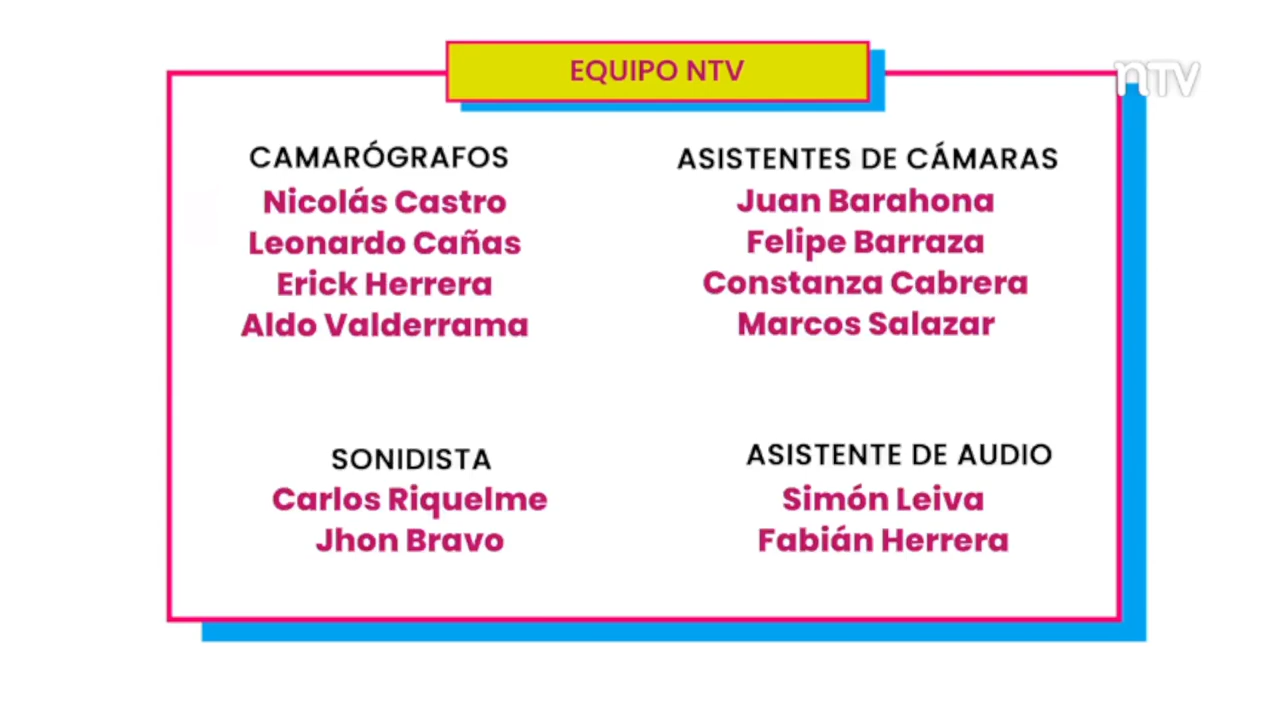 EQUIPO NTV
nTV
CAMARÓGRAFOS
Nicolás Castro
Leonardo Cañas
Erick Herrera
Aldo Valderrama
ASISTENTES DE CÁMARAS
Juan Barahona
Felipe Barraza
Constanza Cabrera
Marcos Salazar
SONIDISTA
Carlos Riquelme
Jhon Bravo
ASISTENTE DE AUDIO
Simón Leiva
Fabián Herrera